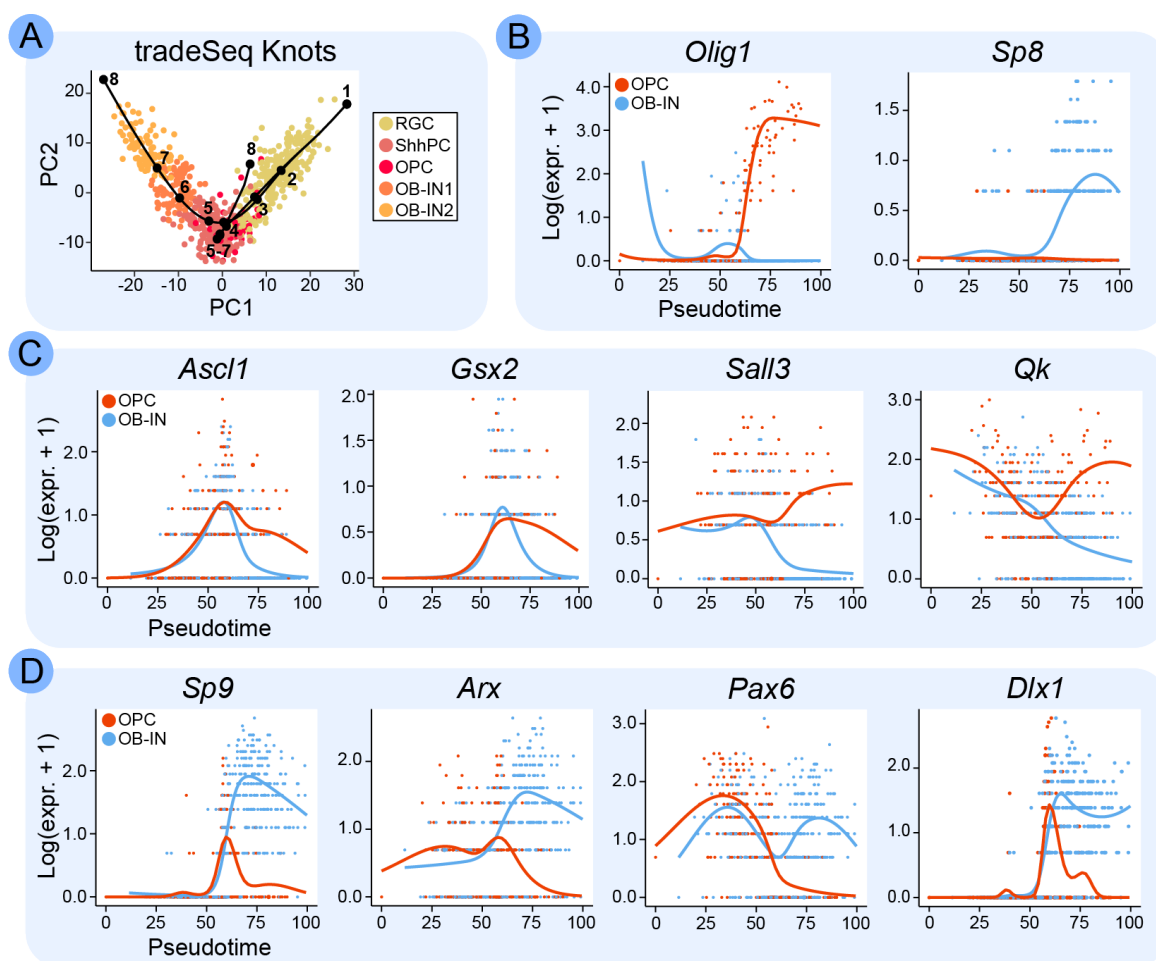 A
tradeSeq Knots
PC2
20
10
0
-10
8
1
8
7
2
6
5
3
4
5-7
RGC
ShhPC
OPC
OB-IN1
OB-IN2
-20 -10 0 10 20 30
PC1
B
Olig1
Sp8
Log(expr. + 1)
OPC
OB-IN
4.0
3.0
2.0
1.0
0.0
0 25 50 75 100
Pseudotime
1.5
1.0
0.5
0.0
0 25 50 75 100
C
Ascl1
Gsx2
Sall3
Qk
Log(expr. + 1)
OPC
OB-IN
2.0
1.0
0.0
0 25 50 75 100
Pseudotime
2.0
1.5
1.0
0.5
0.0
0 25 50 75 100
2.0
1.5
1.0
0.5
0.0
0 25 50 75 100
3.0
2.0
1.0
0.0
0 25 50 75 100
D
Sp9
Arx
Pax6
Dlx1
Log(expr. + 1)
OPC
OB-IN
2.0
1.0
0.0
0 25 50 75 100
Pseudotime
2.0
1.0
0.0
0 25 50 75 100
3.0
2.0
1.0
0.0
0 25 50 75 100
2.0
1.0
0.0
0 25 50 75 100